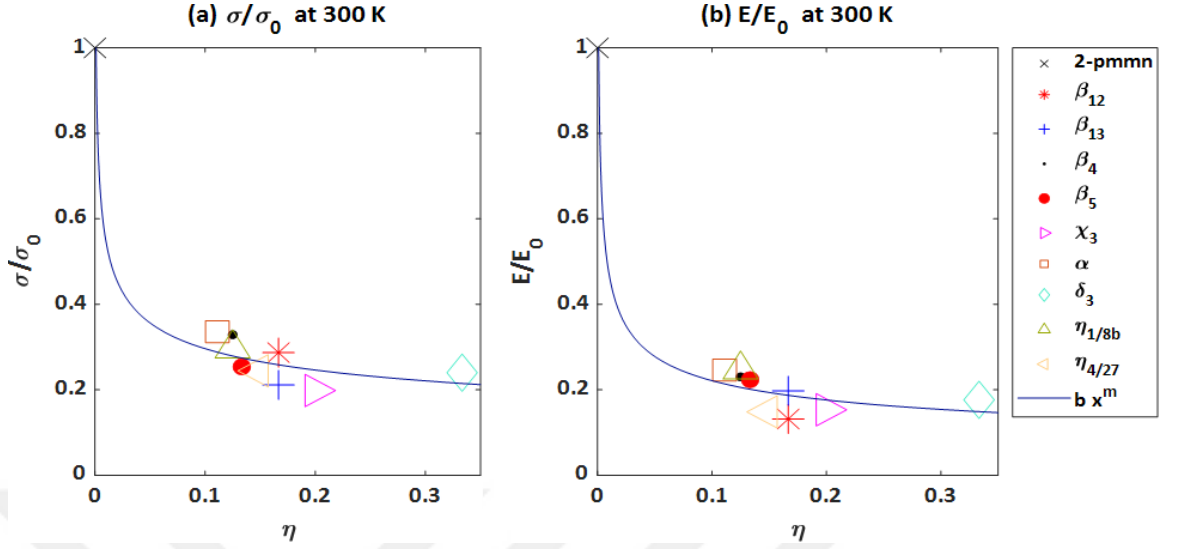 (a) σ/σ₀ at 300 K
1
0.8
0.6
0.4
0.2
0
σ/σ₀
0 0.1 0.2 0.3
η
(b) E/E₀ at 300 K
1
0.8
0.6
0.4
0.2
0
E/E₀
0 0.1 0.2 0.3
η
2-pmmn
β₁₂
β₁₃
β₄
β₅
χ₃
α
δ₃
η₁/₈b
η₄/₂₇
b xᵐ